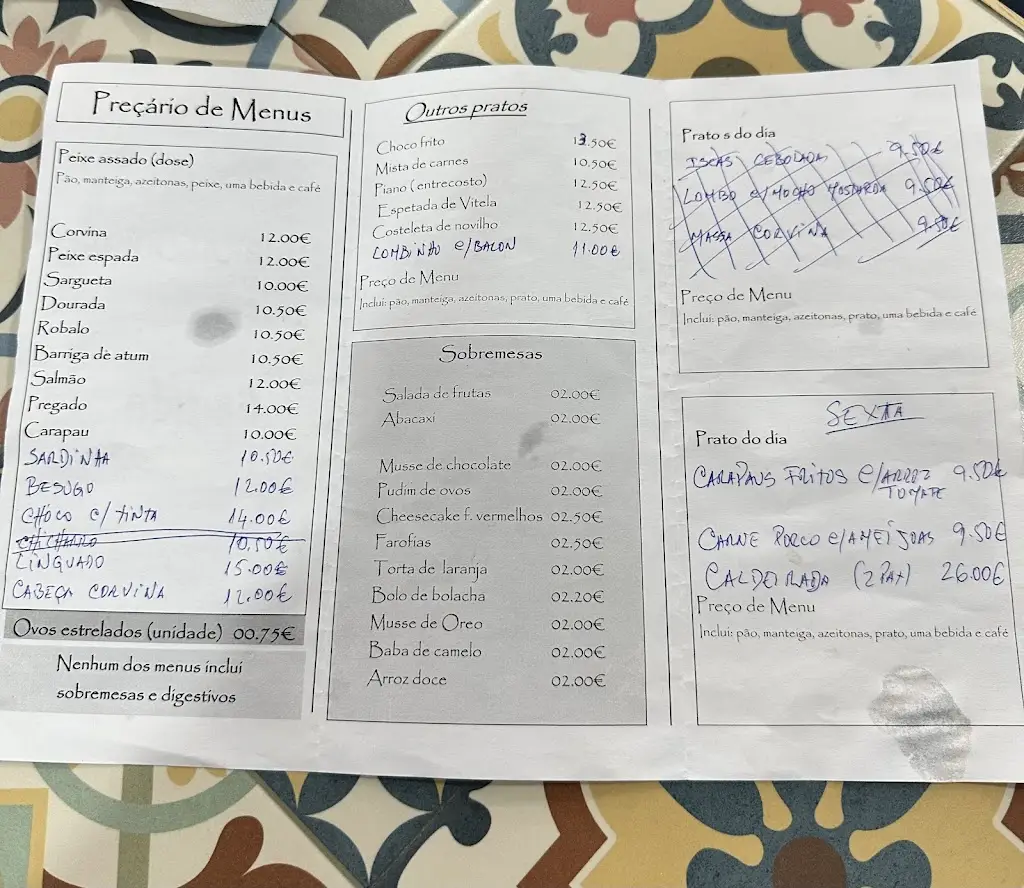 Preçário de Menus
Peixe assado (dose)
Pão, manteiga, azeitonas, peixe, uma bebida e café
Corvina 12.00€
Peixe espada 12.00€
Sargueta 10.00€
Dourada 10.50€
Robalo 10.50€
Barriga de atum 10.50€
Salmão 12.00€
Pregado 14.00€
Carapau 10.00€
SARDINHA 10.50€
BESUGO 12.00€
CHOCO C/ TINTA 14.00€
CHICHARRO 10.50€
LINGUADO 15.00€
CABEÇA CORVINA 12.00€
Ovos estrelados (unidade) 00.75€
Nenhum dos menus inclui
sobremesas e digestivos
Outros pratos
Choco frito 13.50€
Mista de carnes 10.50€
Piano (entrecosto) 12.50€
Espetada de Vitela 12.50€
Costeleta de novilho 12.50€
LOMBINHO C/BACON 11.00€
Preço de Menu
Inclui: pão, manteiga, azeitonas, prato, uma bebida e café
Sobremesas
Salada de frutas 02.00€
Abacaxi 02.00€
Musse de chocolate 02.00€
Pudim de ovos 02.00€
Cheesecake f. vermelhos 02.50€
Farofias 02.50€
Torta de laranja 02.00€
Bolo de bolacha 02.20€
Musse de Oreo 02.00€
Baba de camelo 02.00€
Arroz doce 02.00€
Prato s do dia
ISCAS CEBOLADA 9.50€
LOMBO C/MOLHO MOSTARDA 9.50€
MASSA CORVINA 9.50€
Preço de Menu
Inclui: pão, manteiga, azeitonas, prato, uma bebida e café
SEXTA
Prato do dia
CARAPAUS FRITOS C/ARROZ 9.50€
TOMATE
CARNE PORCO C/AMEIJOAS 9.50€
CALDEIRADA (2 PAX) 26.00€
Preço de Menu
Inclui: pão, manteiga, azeitonas, prato, uma bebida e café